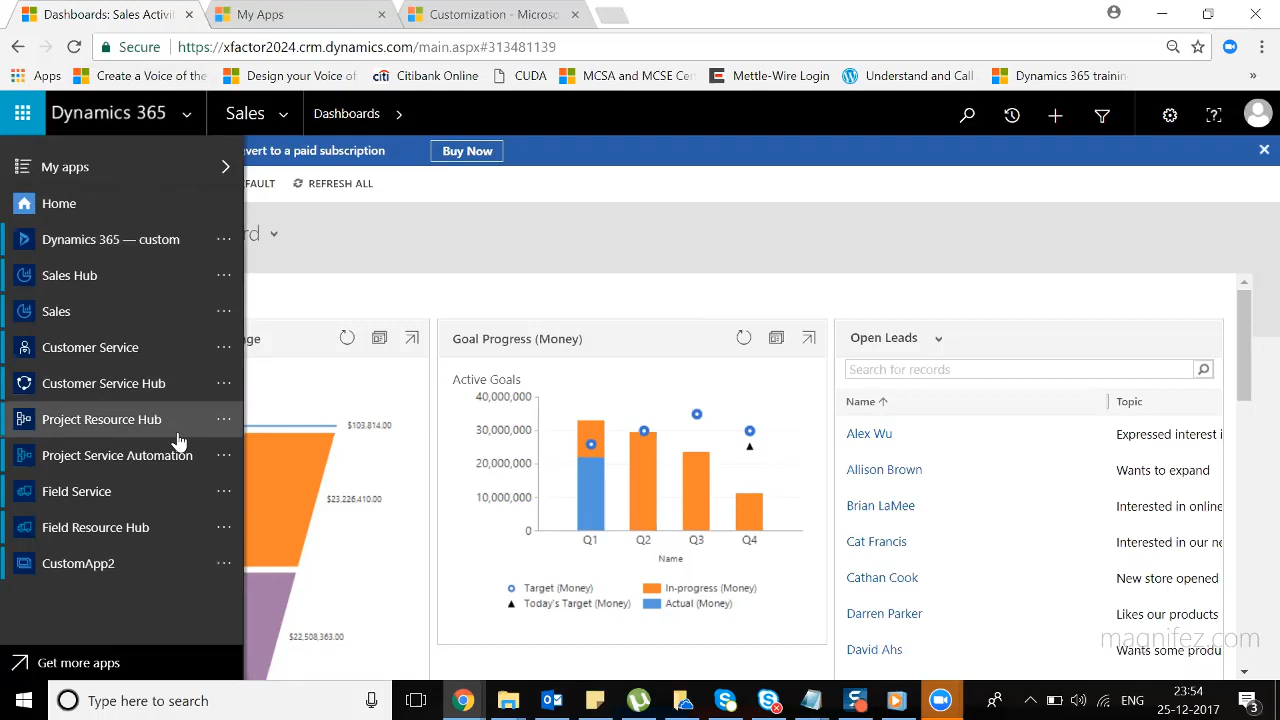 Dashboards: Sales Activi
My Apps
Customization - Microso
Secure
https://xfactor2024.crm.dynamics.com/main.aspx#313481139
Apps
Create a Voice of the
Design your Voice of
citi Citibank Online
CUDA
MCSA and MCSE Cer
Mettle-Wire Login
Understand and Call
Dynamics 365 training
»
Dynamics 365
Sales
Dashboards
My apps
Home
Dynamics 365 — custom
Sales Hub
Sales
Customer Service
Customer Service Hub
Project Resource Hub
Project Service Automation
Field Service
Field Resource Hub
CustomApp2
Get more apps
vert to a paid subscription
Buy Now
FAULT
REFRESH ALL
rd
ge
$103,814.00
$23,226,410.00
$22,508,363.00
Goal Progress (Money)
Active Goals
40,000,000
30,000,000
20,000,000
10,000,000
0
Q1
Q2
Q3
Q4
Name
Target (Money)
In-progress (Money)
Today's Target (Money)
Actual (Money)
Open Leads
Search for records
Name
Topic
Alex Wu
Expressed interest i
Allison Brown
Wants to expand
Brian LaMee
Interested in online
Cat Francis
Interested in our ne
Cathan Cook
New store opened
Darren Parker
Likes our products
David Ahs
Wants some produ
magnifez.com
Type here to search
ENG
23:54
25-12-2017
3